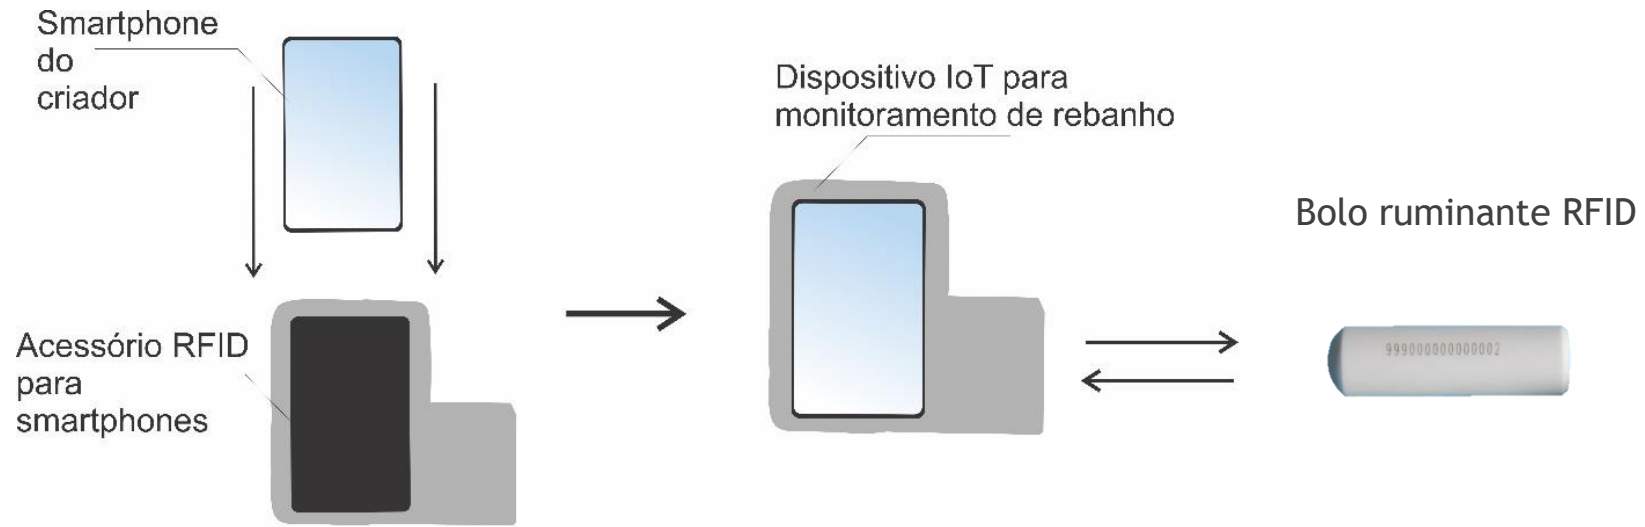 Smartphone
do
criador
Acessório RFID
para
smartphones
Dispositivo IoT para
monitoramento de rebanho
Bolo ruminante RFID
999000000000002